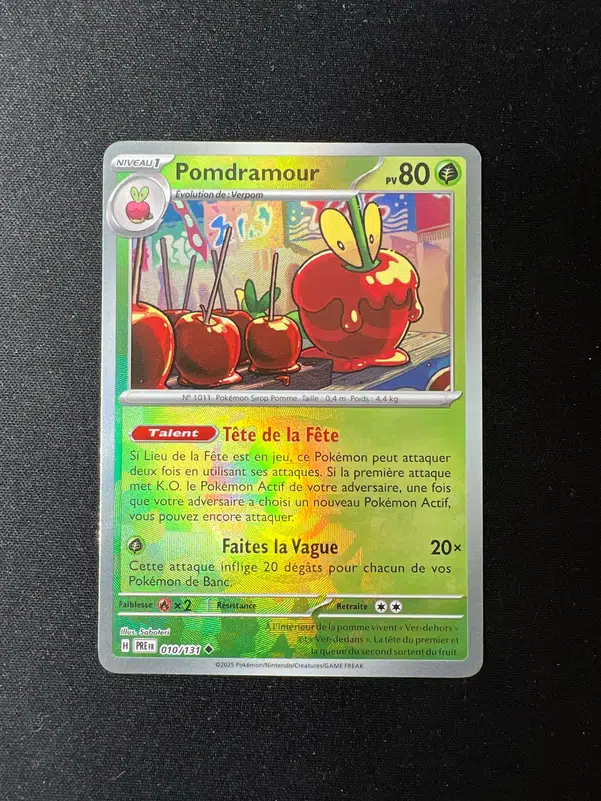 NIVEAU 1
Pomdramour
PV 80
Évolution de : Verpom
N° 1011 Pokémon Sirop Pomme Taille : 0,4 m Poids : 4,4 kg
Talent Tête de la Fête
Si Lieu de la Fête est en jeu, ce Pokémon peut attaquer
deux fois en utilisant ses attaques. Si la première attaque
met K.O. le Pokémon Actif de votre adversaire, une fois
que votre adversaire a choisi un nouveau Pokémon Actif,
vous pouvez encore attaquer.
Faites la Vague 20×
Cette attaque inflige 20 dégâts pour chacun de vos
Pokémon de Banc.
Faiblesse ×2 Résistance Retraite
Illus. Saboteri
À l'intérieur de la pomme vivent « Ver-dehors »
et « Ver-dedans ». La tête du premier et
la queue du second sortent du fruit.
H PRE FR 010/131
©2025 Pokémon/Nintendo/Creatures/GAME FREAK